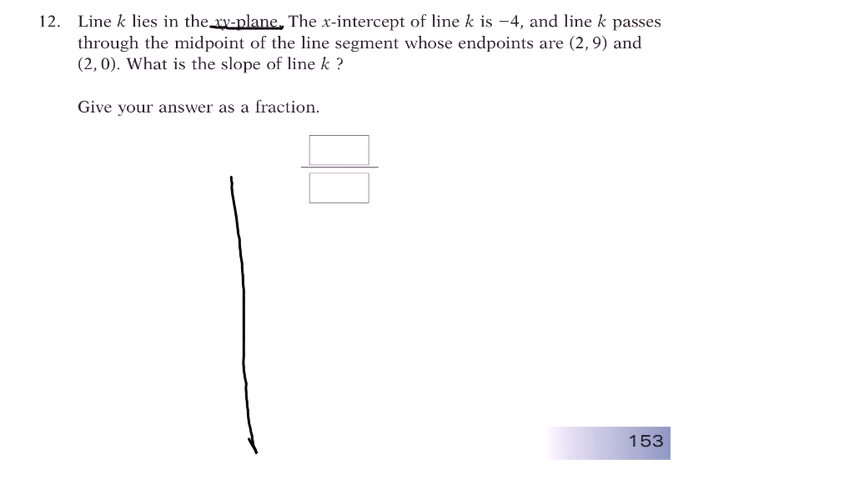 12. Line k lies in the xy-plane. The x-intercept of line k is −4, and line k passes
through the midpoint of the line segment whose endpoints are (2, 9) and
(2, 0). What is the slope of line k ?
Give your answer as a fraction.
153